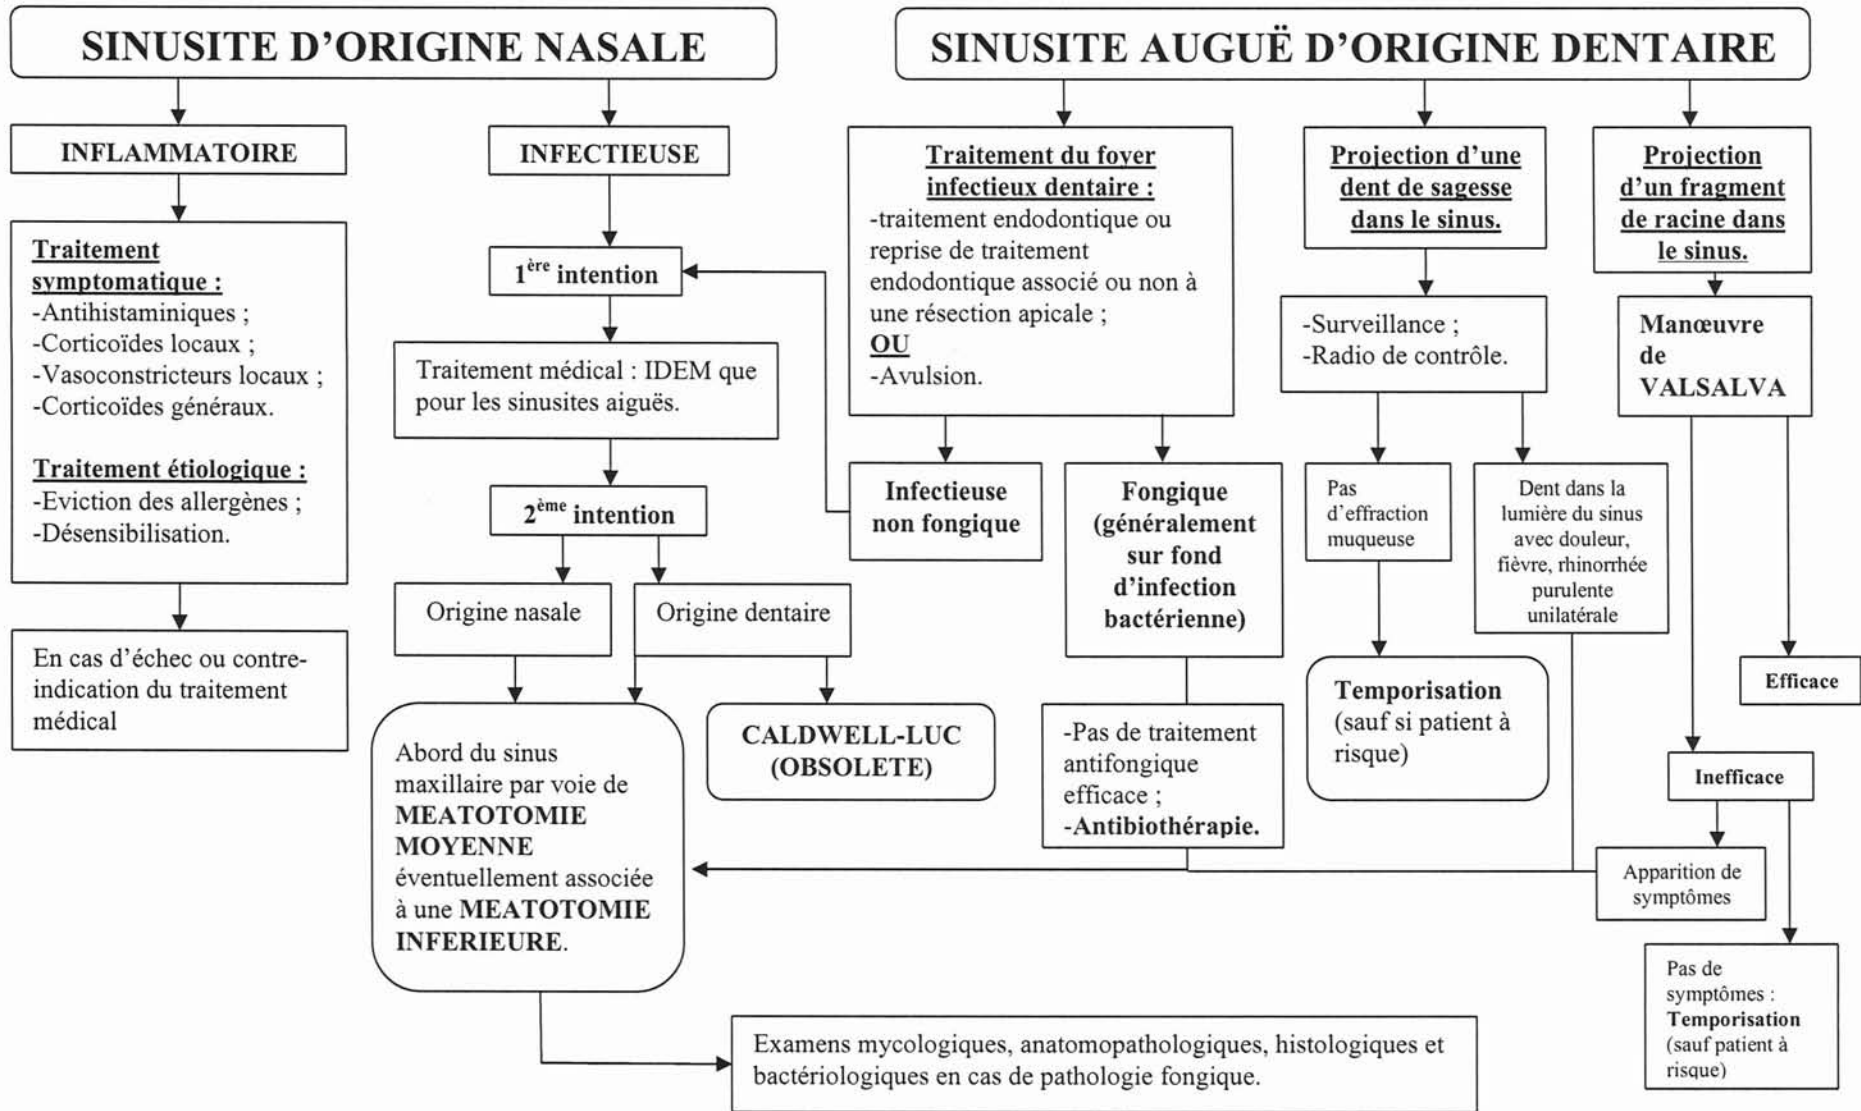 SINUSITE D'ORIGINE NASALE
INFLAMMATOIRE
Traitement
symptomatique :
-Antihistaminiques ;
-Corticoïdes locaux ;
-Vasoconstricteurs locaux ;
-Corticoïdes généraux.
Traitement étiologique :
-Eviction des allergènes ;
-Désensibilisation.
En cas d'échec ou contre-
indication du traitement
médical
INFECTIEUSE
1ère intention
Traitement médical : IDEM que
pour les sinusites aiguës.
2ème intention
Origine nasale
Origine dentaire
Abord du sinus
maxillaire par voie de
MEATOTOMIE
MOYENNE
éventuellement associée
à une MEATOTOMIE
INFERIEURE.
CALDWELL-LUC
(OBSOLETE)
SINUSITE AUGUË D'ORIGINE DENTAIRE
Traitement du foyer
infectieux dentaire :
-traitement endodontique ou
reprise de traitement
endodontique associé ou non à
une résection apicale ;
OU
-Avulsion.
Infectieuse
non fongique
Fongique
(généralement
sur fond
d'infection
bactérienne)
-Pas de traitement
antifongique
efficace ;
-Antibiothérapie.
Projection d'une
dent de sagesse
dans le sinus.
-Surveillance ;
-Radio de contrôle.
Pas
d'effraction
muqueuse
Temporisation
(sauf si patient à
risque)
Dent dans la
lumière du sinus
avec douleur,
fièvre, rhinorrhée
purulente
unilatérale
Projection
d'un fragment
de racine dans
le sinus.
Manœuvre
de
VALSALVA
Efficace
Inefficace
Apparition de
symptômes
Pas de
symptômes :
Temporisation
(sauf patient à
risque)
Examens mycologiques, anatomopathologiques, histologiques et
bactériologiques en cas de pathologie fongique.